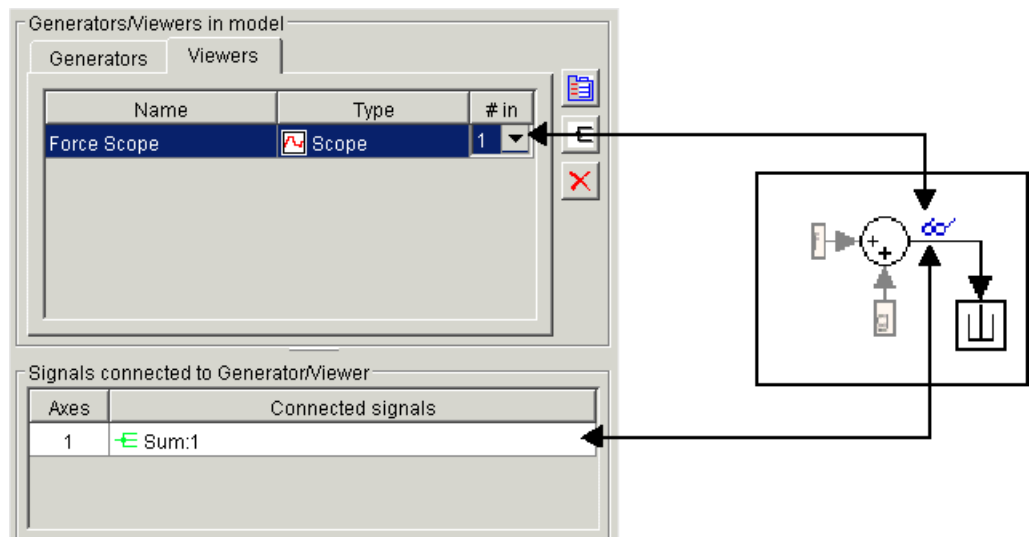 Generators/Viewers in model
Generators Viewers
Name Type # in
Force Scope Scope 1
Signals connected to Generator/Viewer
Axes Connected signals
1 Sum:1